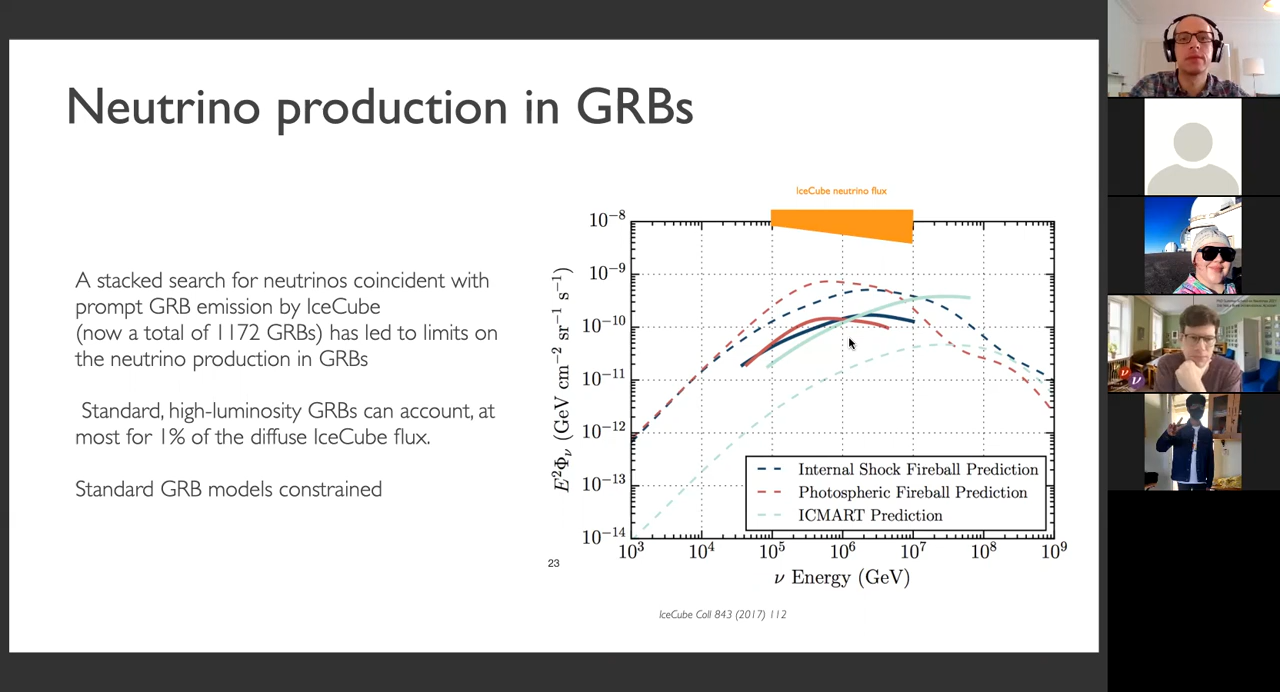 Neutrino production in GRBs
A stacked search for neutrinos coincident with
prompt GRB emission by IceCube
(now a total of 1172 GRBs) has led to limits on
the neutrino production in GRBs
Standard, high-luminosity GRBs can account, at
most for 1% of the diffuse IceCube flux.
Standard GRB models constrained
23
IceCube neutrino flux
10⁻⁸
10⁻⁹
10⁻¹⁰
10⁻¹¹
10⁻¹²
10⁻¹³
10⁻¹⁴
E²Φν (GeV cm⁻² sr⁻¹ s⁻¹)
Internal Shock Fireball Prediction
Photospheric Fireball Prediction
ICMART Prediction
10³ 10⁴ 10⁵ 10⁶ 10⁷ 10⁸ 10⁹
ν Energy (GeV)
IceCube Coll 843 (2017) 112